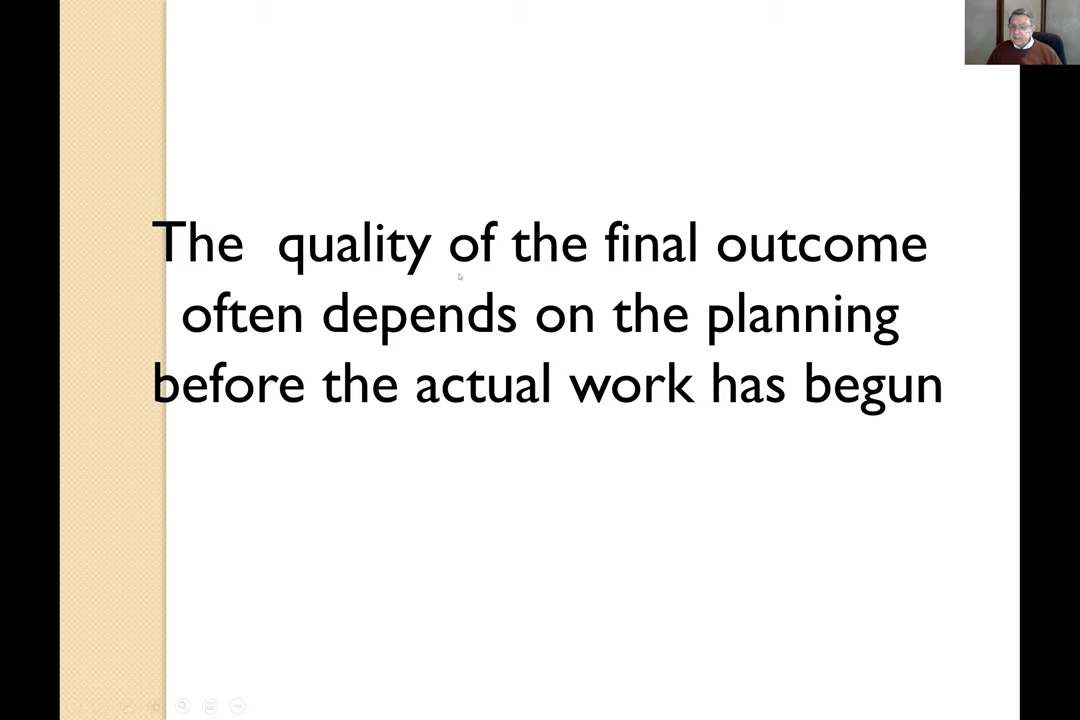 The  quality of the final outcome
often depends on the planning
before the actual work has begun